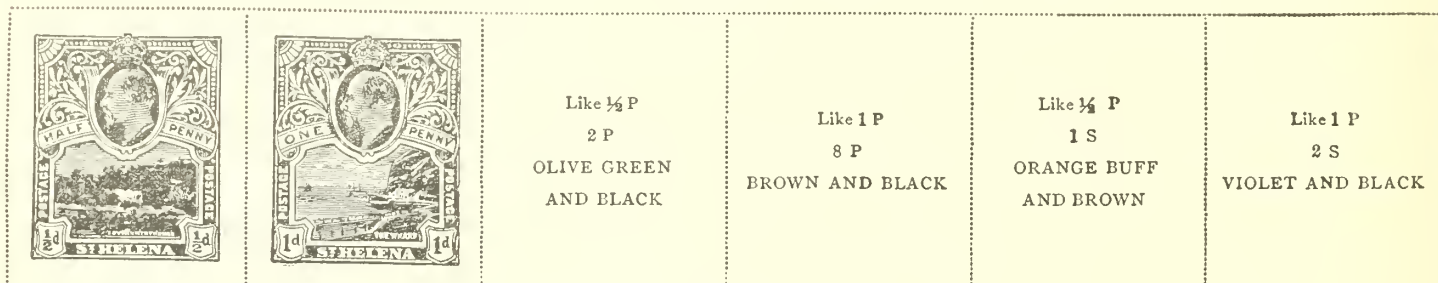 HALF PENNY
POSTAGE
POSTAGE
½d
½d
ST HELENA
ONE PENNY
POSTAGE
POSTAGE
1d
1d
ST HELENA
Like ½ P
2 P
OLIVE GREEN
AND BLACK
Like 1 P
8 P
BROWN AND BLACK
Like ½ P
1 S
ORANGE BUFF
AND BROWN
Like 1 P
2 S
VIOLET AND BLACK